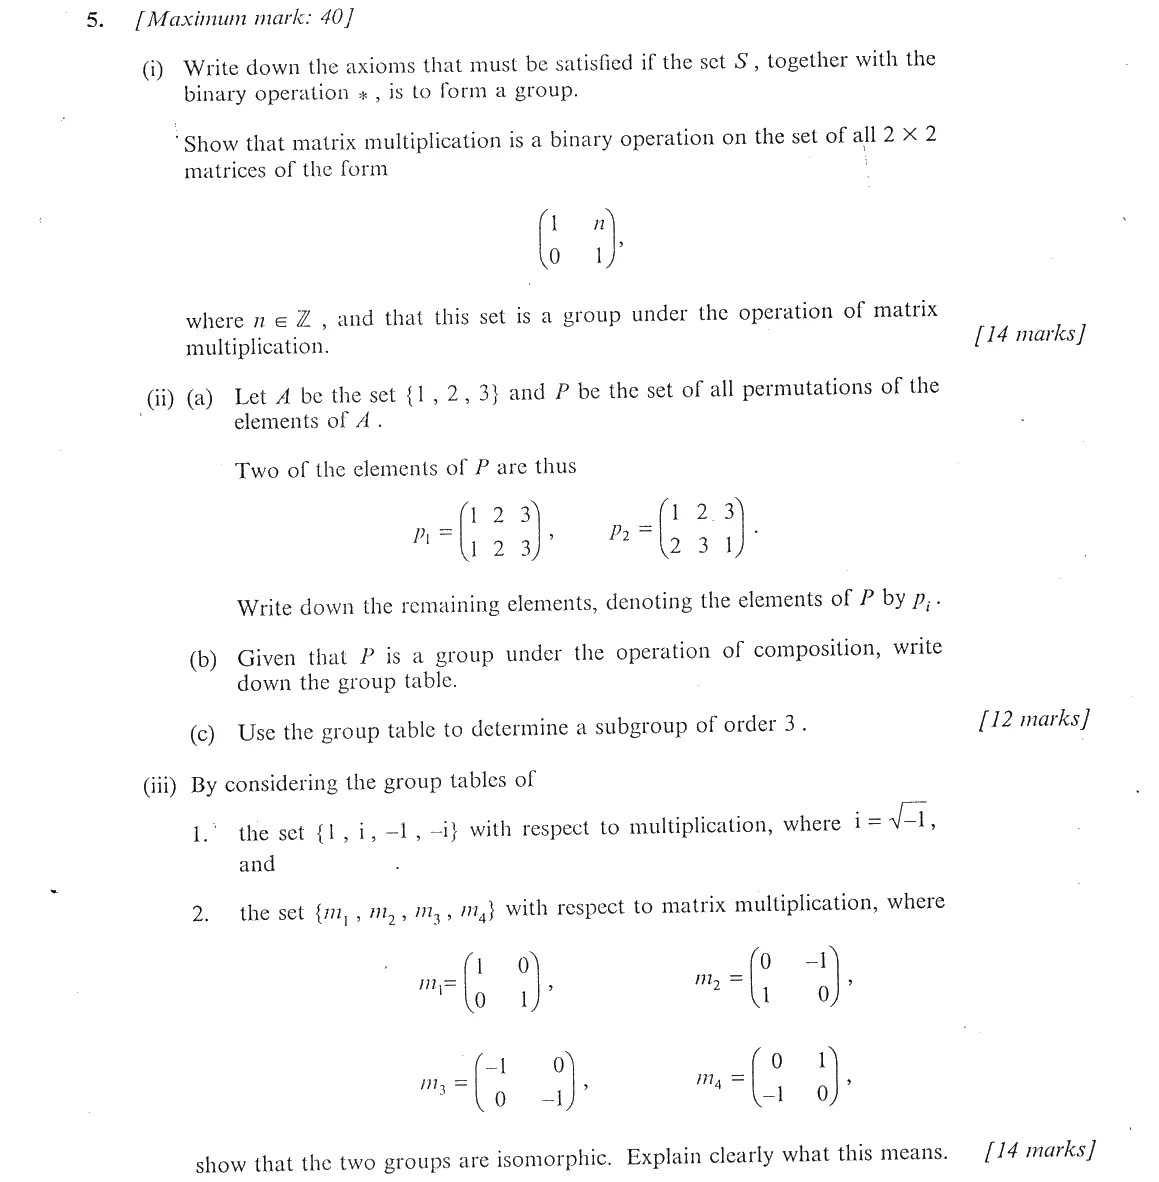 5. [Maximum mark: 40]
(i) Write down the axioms that must be satisfied if the set S , together with the
binary operation * , is to form a group.
Show that matrix multiplication is a binary operation on the set of all 2 × 2
matrices of the form
( 1 n
0 1 ),
where n ∈ ℤ , and that this set is a group under the operation of matrix
multiplication. [14 marks]
(ii) (a) Let A be the set {1 , 2 , 3} and P be the set of all permutations of the
elements of A .
Two of the elements of P are thus
p₁ = ( 1 2 3
1 2 3 ) , p₂ = ( 1 2 3
2 3 1 ) .
Write down the remaining elements, denoting the elements of P by pᵢ .
(b) Given that P is a group under the operation of composition, write
down the group table.
(c) Use the group table to determine a subgroup of order 3 . [12 marks]
(iii) By considering the group tables of
1. the set {1 , i , –1 , –i} with respect to multiplication, where i = √–1 ,
and
2. the set {m₁ , m₂ , m₃ , m₄} with respect to matrix multiplication, where
m₁= ( 1 0
0 1 ) , m₂ = ( 0 –1
1 0 ) ,
m₃ = ( –1 0
0 –1 ) , m₄ = ( 0 1
–1 0 ) ,
show that the two groups are isomorphic. Explain clearly what this means. [14 marks]